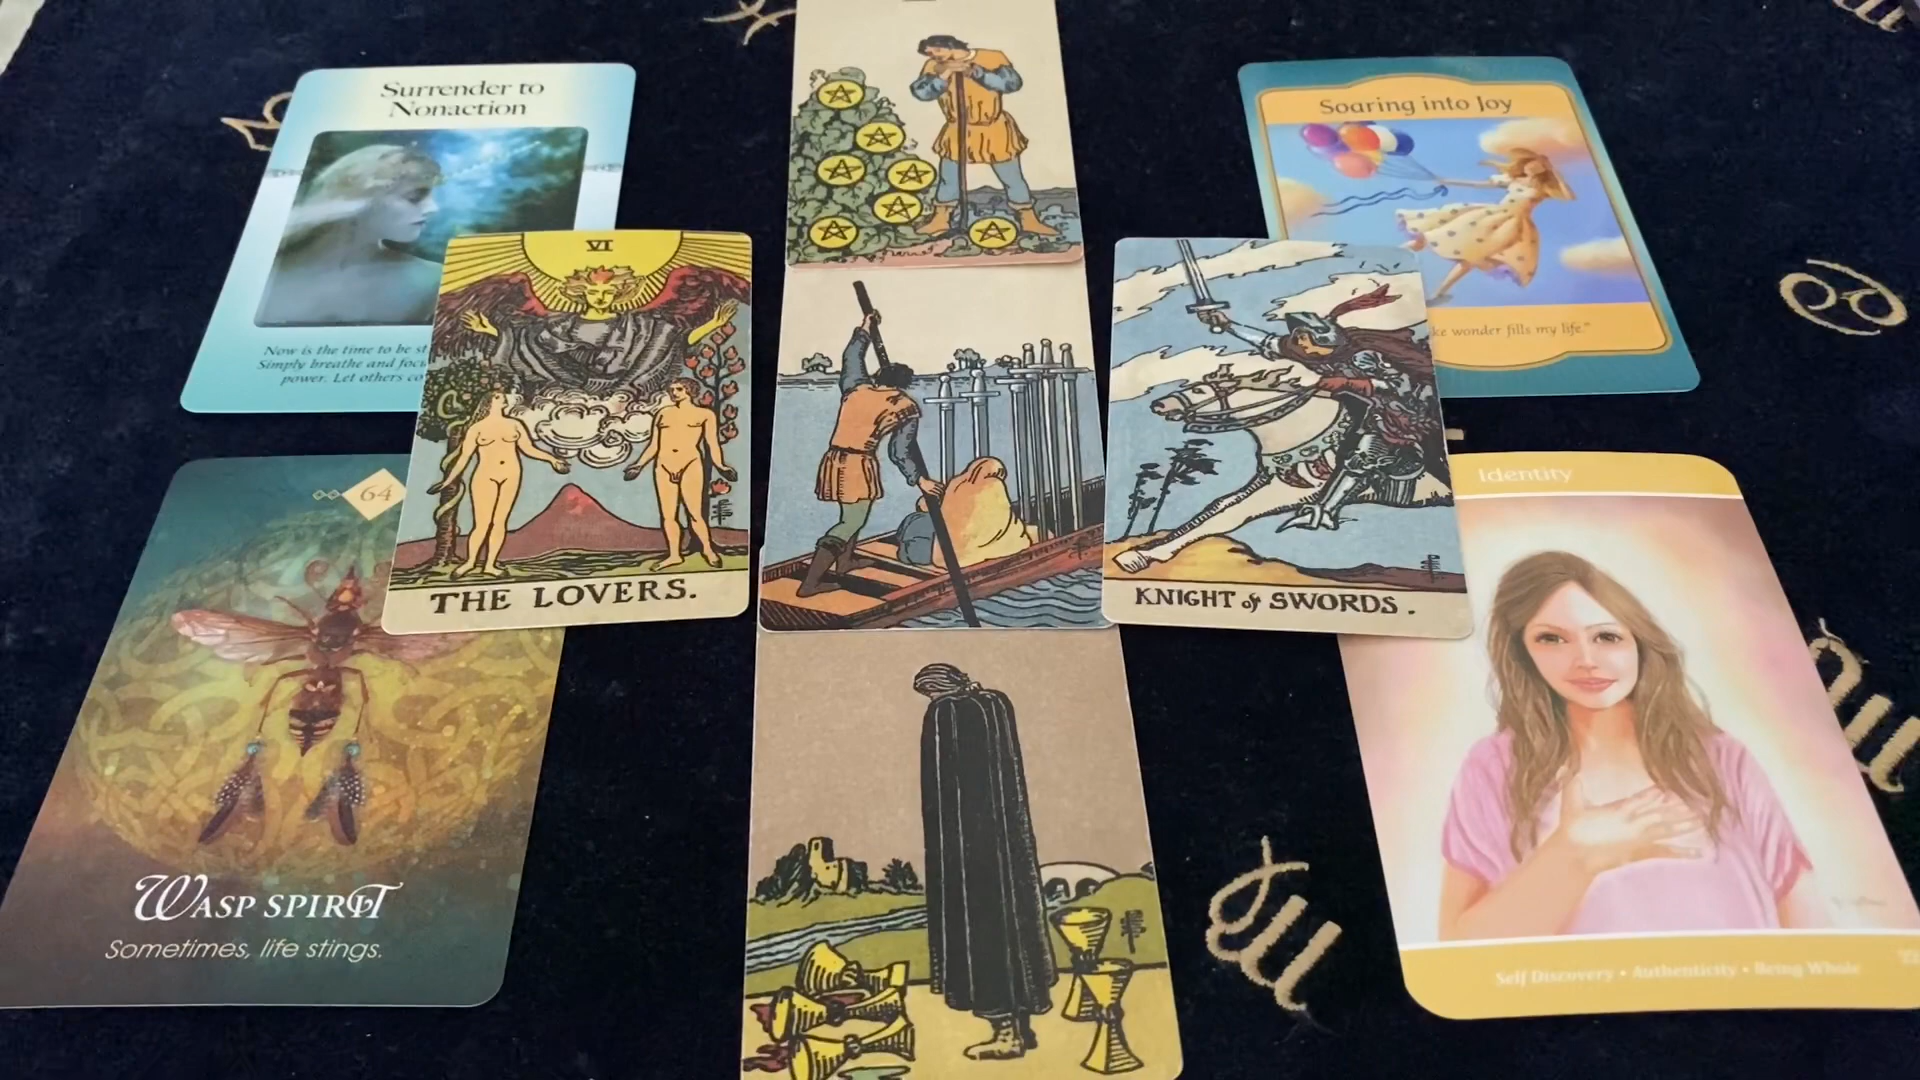 Surrender to
Nonaction
Now is the time to be st
Simply breathe and focu
power. Let others co
Soaring into Joy
ke wonder fills my life."
VI
THE LOVERS.
KNIGHT of SWORDS.
64
WASP SPIRIT
Sometimes, life stings.
Identity
Self Discovery • Authenticity • Being Whole